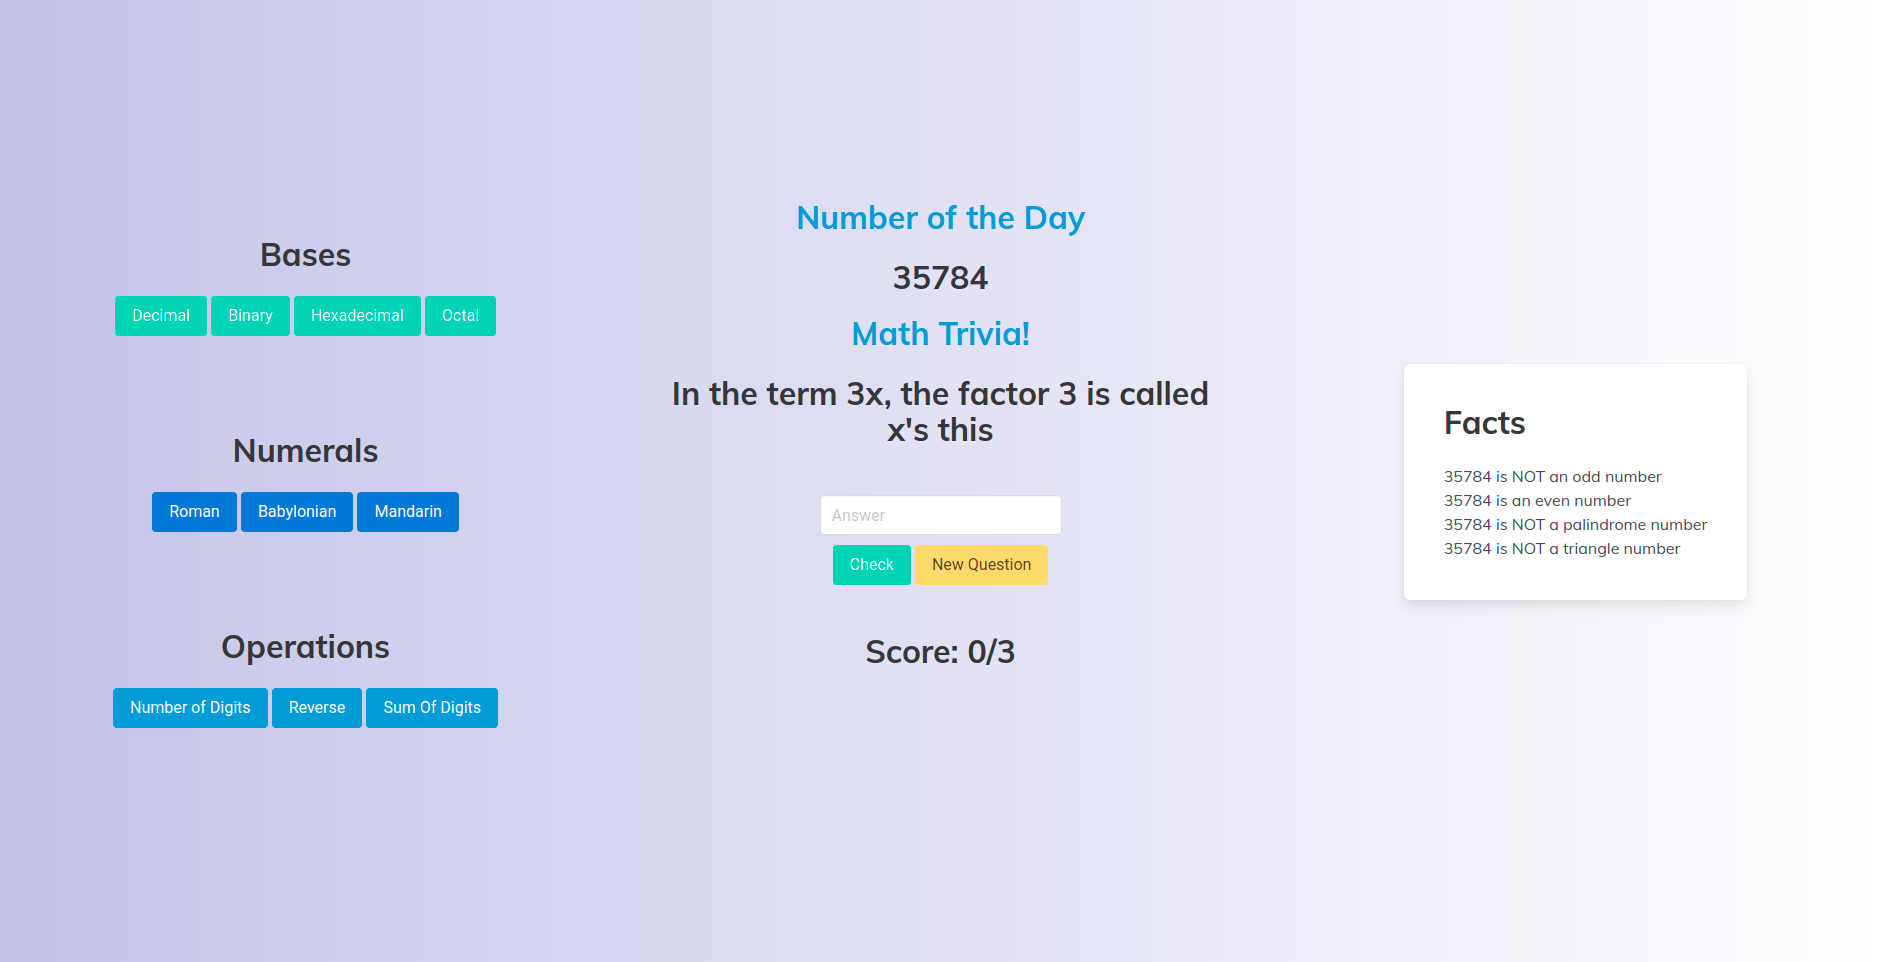 Bases
Decimal Binary Hexadecimal Octal
Numerals
Roman Babylonian Mandarin
Operations
Number of Digits Reverse Sum Of Digits
Number of the Day
35784
Math Trivia!
In the term 3x, the factor 3 is called
x's this
Answer
Check New Question
Score: 0/3
Facts
35784 is NOT an odd number
35784 is an even number
35784 is NOT a palindrome number
35784 is NOT a triangle number